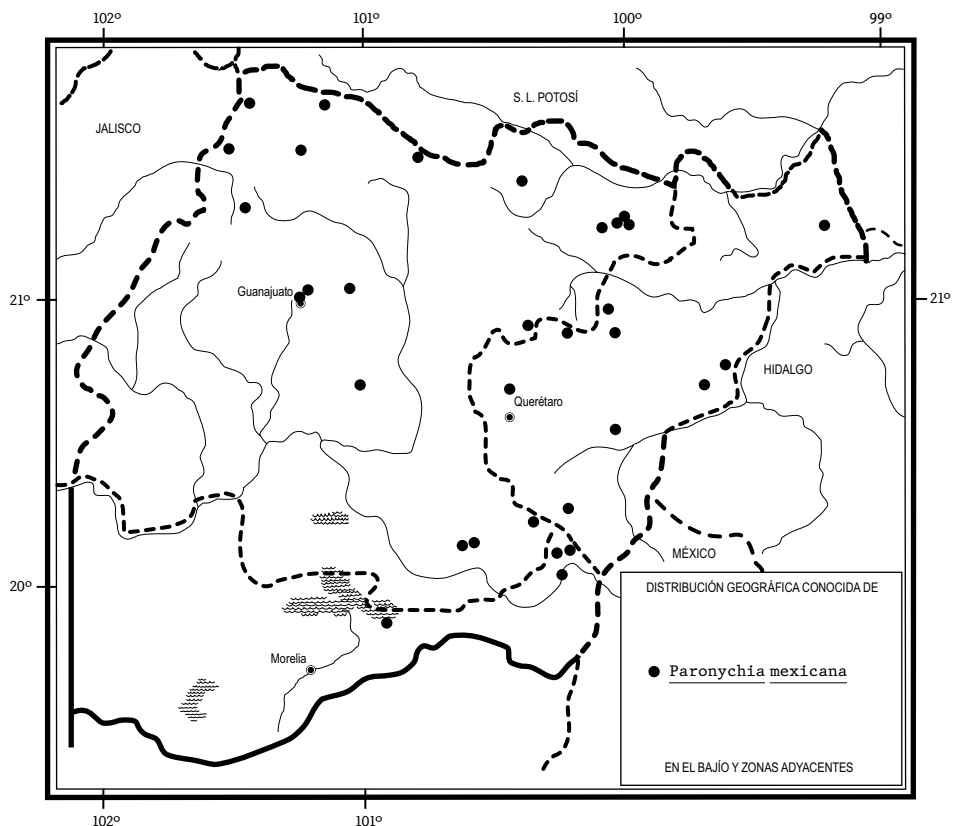 102º 101º 100º 99º
S. L. POTOSÍ
JALISCO
Guanajuato
21º 21º
HIDALGO
Querétaro
MÉXICO
20º
DISTRIBUCIÓN GEOGRÁFICA CONOCIDA DE
Morelia
Paronychia mexicana
EN EL BAJÍO Y ZONAS ADYACENTES
102º 101º